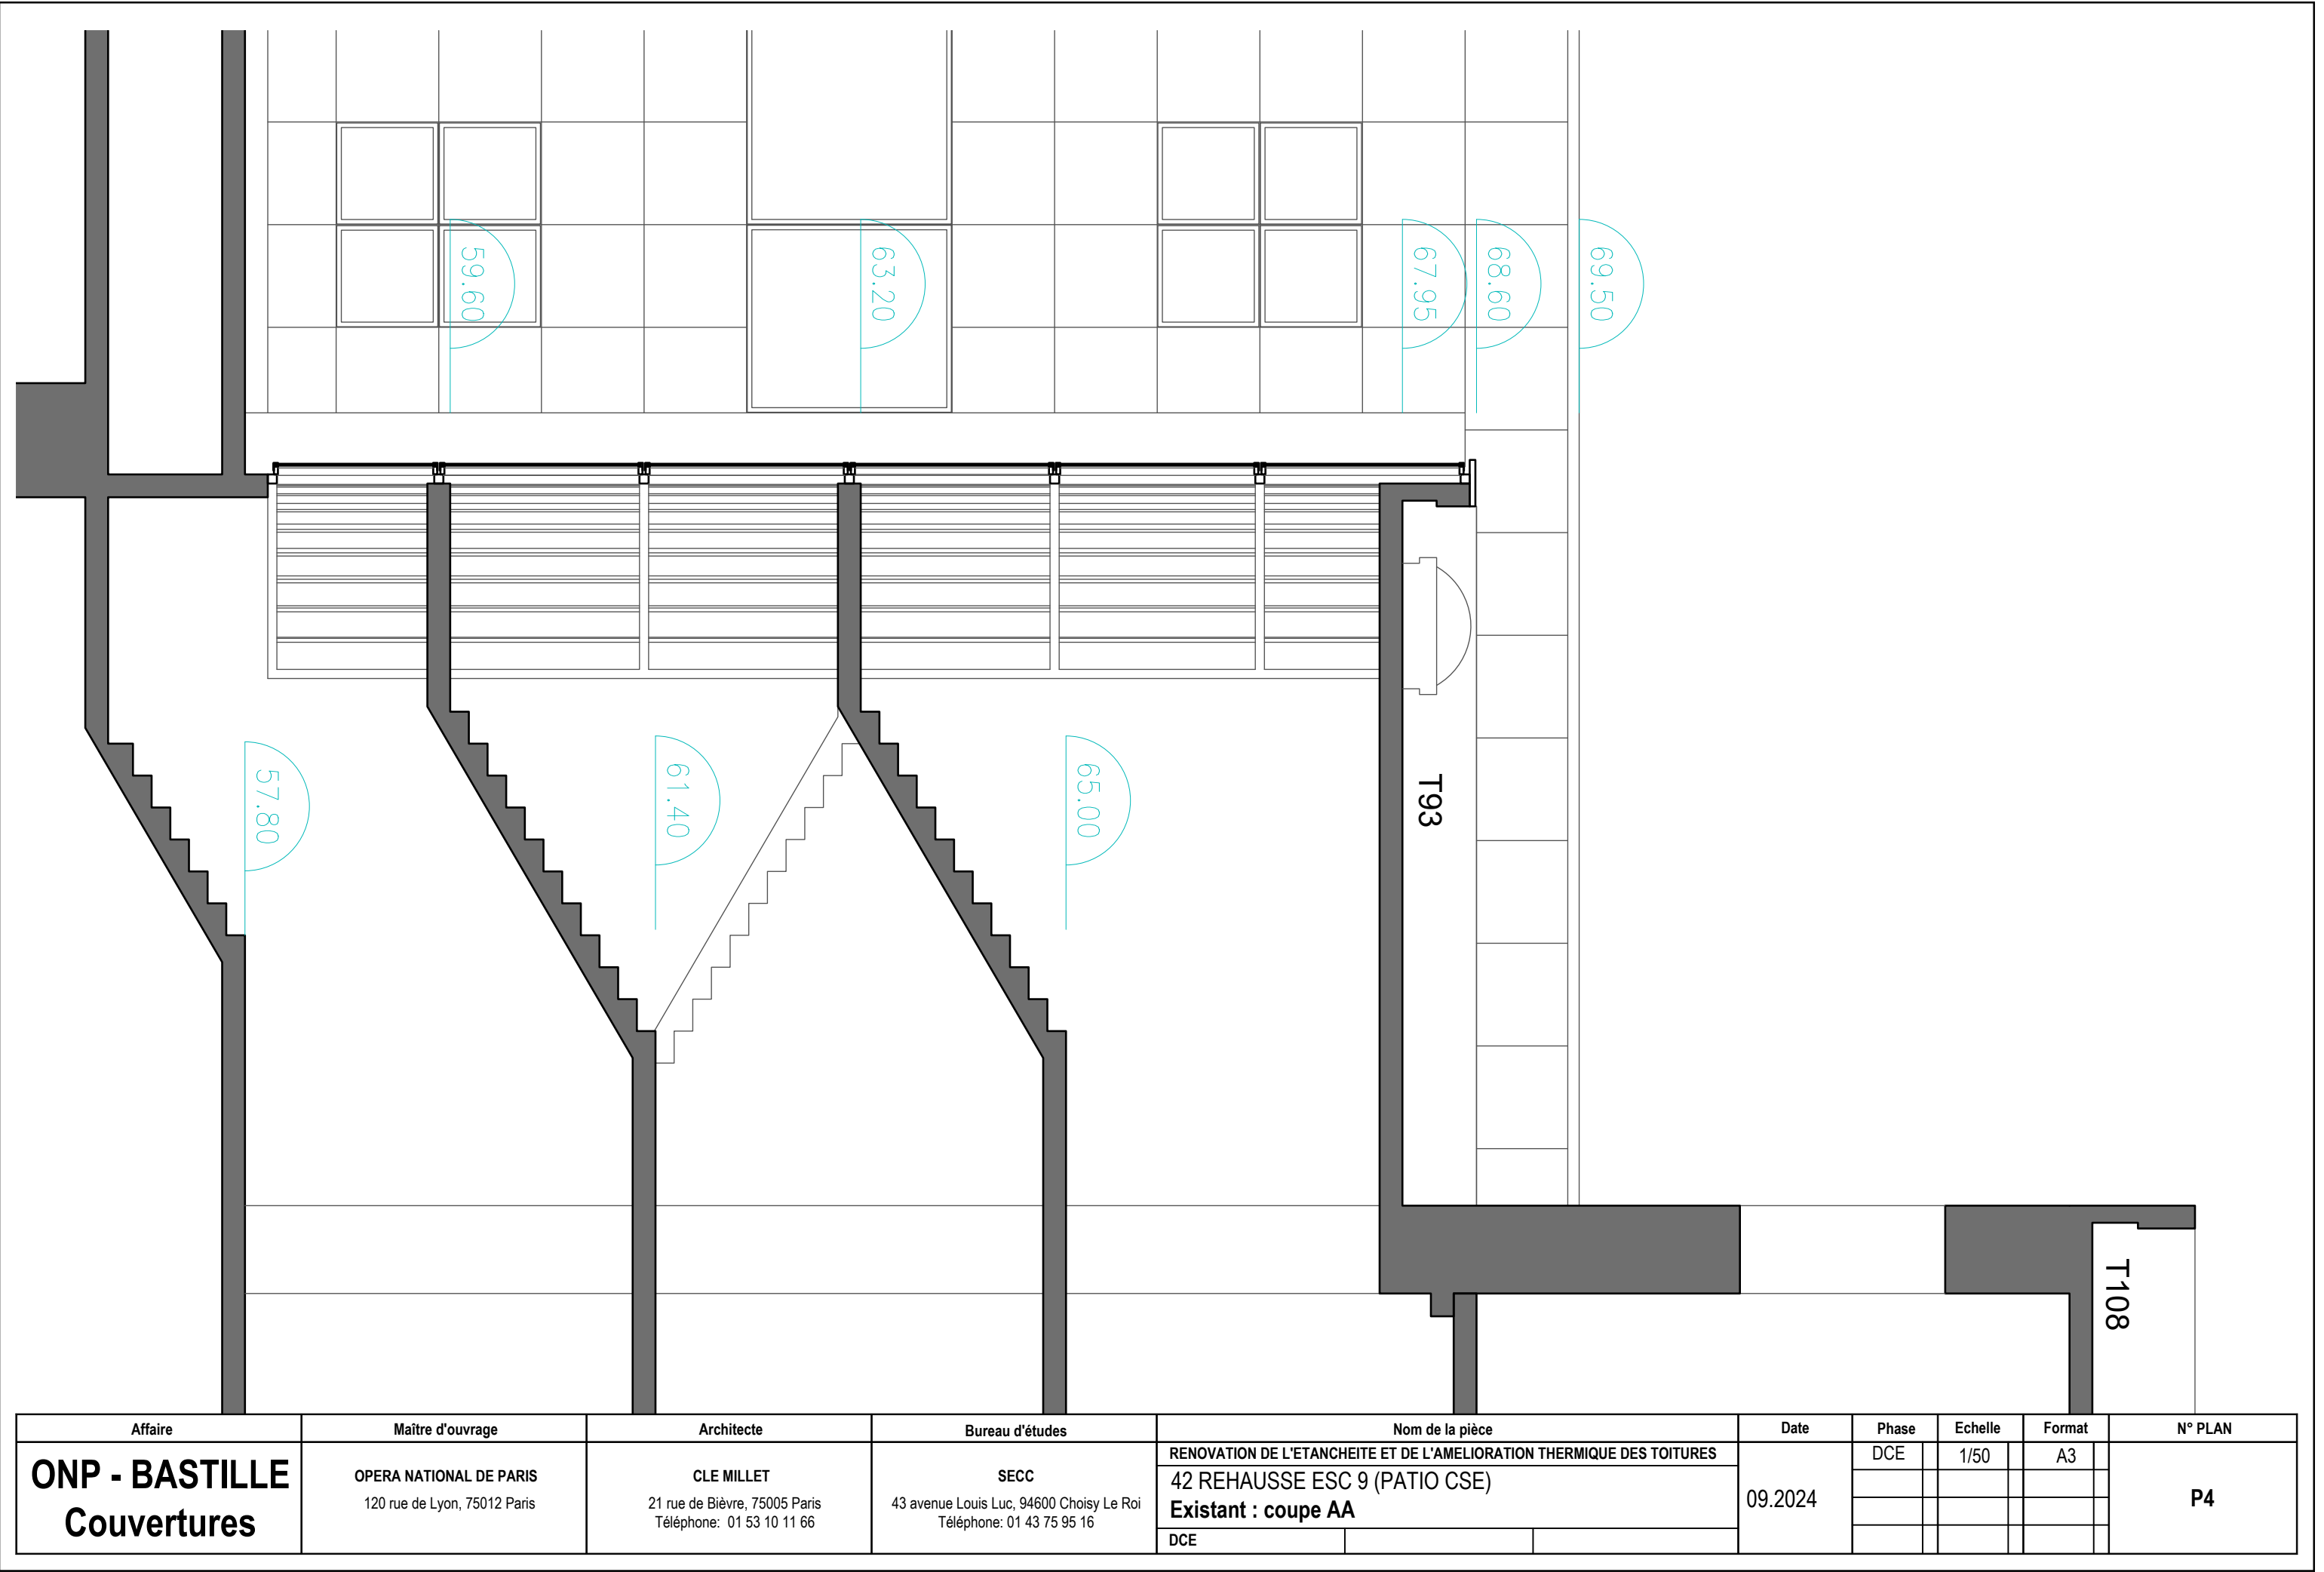 59.60
63.20
67.95
68.60
69.50
57.80
61.40
65.00
T93
T108
Affaire
ONP - BASTILLE
Couvertures
Maître d'ouvrage
OPERA NATIONAL DE PARIS
120 rue de Lyon, 75012 Paris
Architecte
CLE MILLET
21 rue de Bièvre, 75005 Paris
Téléphone: 01 53 10 11 66
Bureau d'études
SECC
43 avenue Louis Luc, 94600 Choisy Le Roi
Téléphone: 01 43 75 95 16
Nom de la pièce
RENOVATION DE L'ETANCHEITE ET DE L'AMELIORATION THERMIQUE DES TOITURES
42 REHAUSSE ESC 9 (PATIO CSE)
Existant : coupe AA
DCE
Date
09.2024
Phase
DCE
Echelle
1/50
Format
A3
N° PLAN
P4